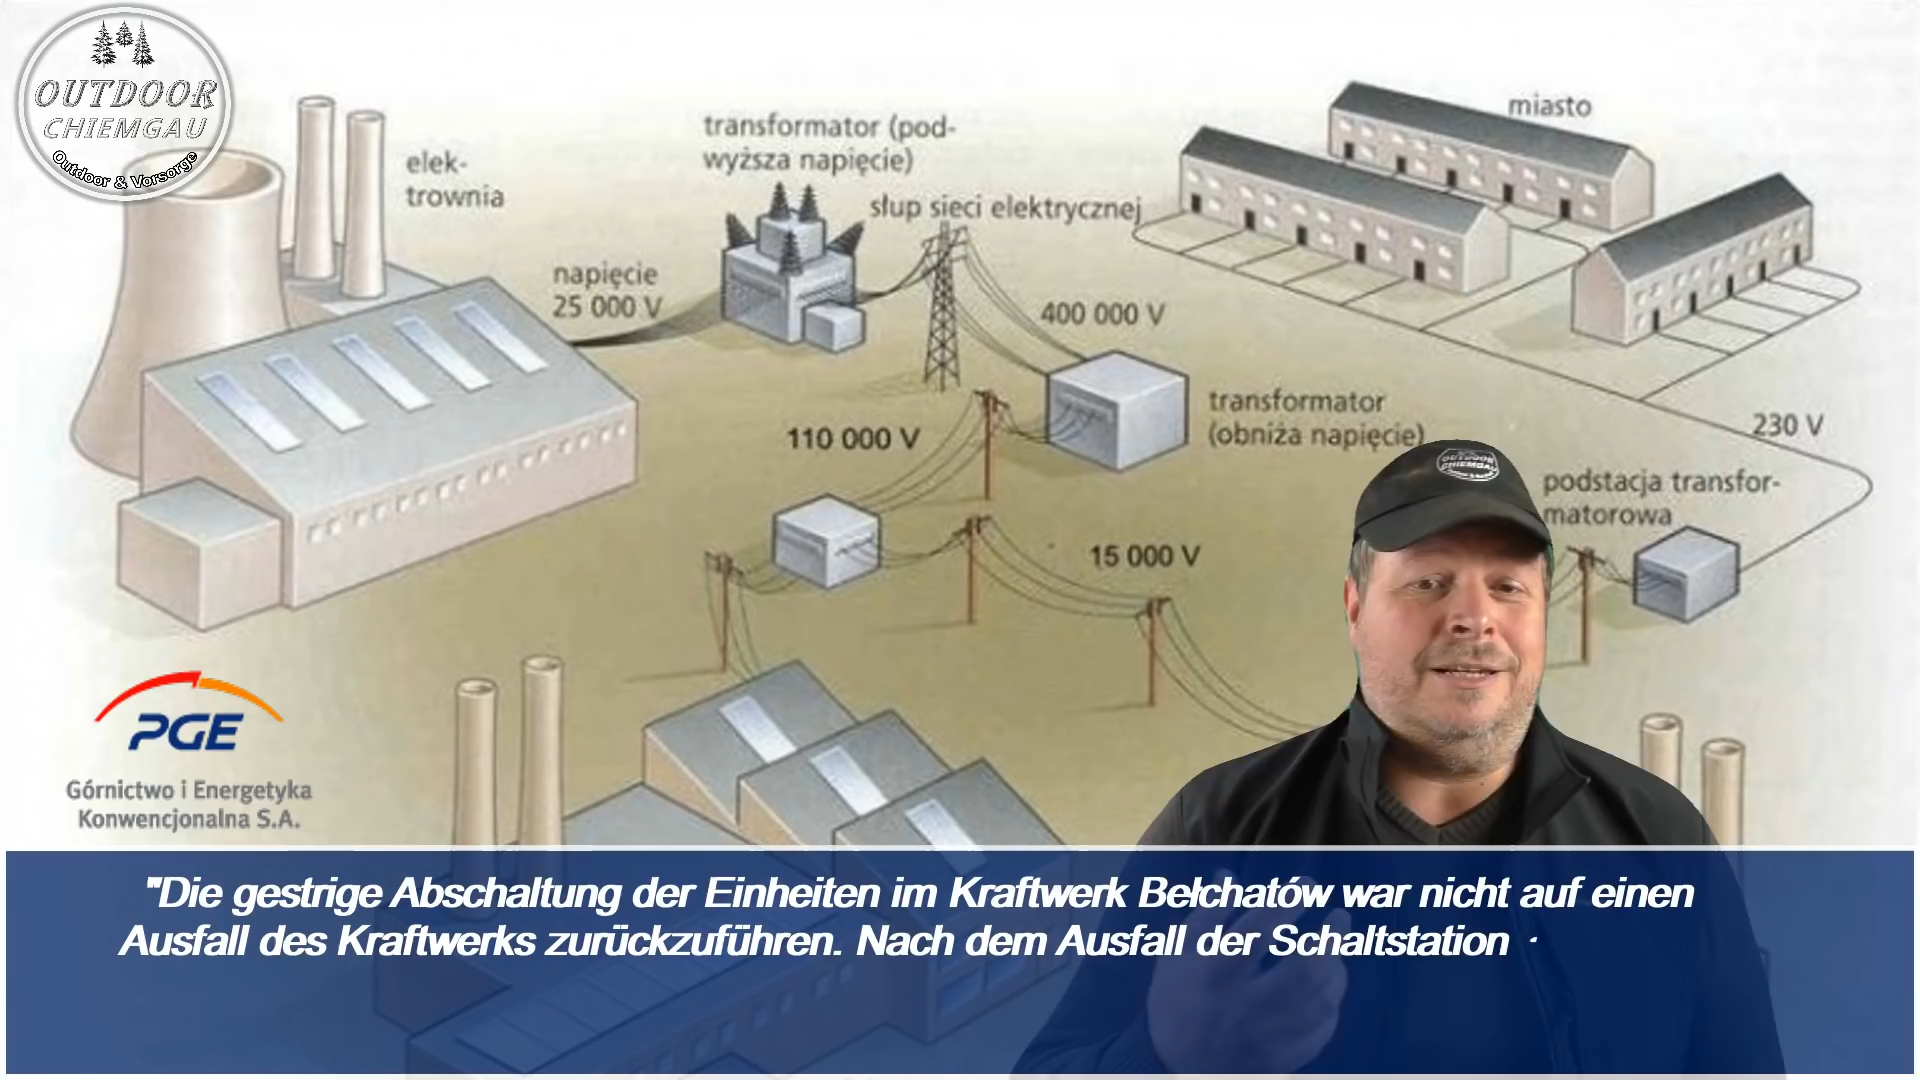 OUTDOOR
CHIEMGAU
Outdoor & Vorsorge
elek-
trownia
transformator (pod-
wyższa napięcie)
słup sieci elektrycznej
miasto
napięcie
25 000 V
400 000 V
transformator
(obniża napięcie)
110 000 V
230 V
OUTDOOR
CHIEMGAU
podstacja transfor-
matorowa
15 000 V
PGE
Górnictwo i Energetyka
Konwencjonalna S.A.
"Die gestrige Abschaltung der Einheiten im Kraftwerk Bełchatów war nicht auf einen
Ausfall des Kraftwerks zurückzuführen. Nach dem Ausfall der Schaltstation